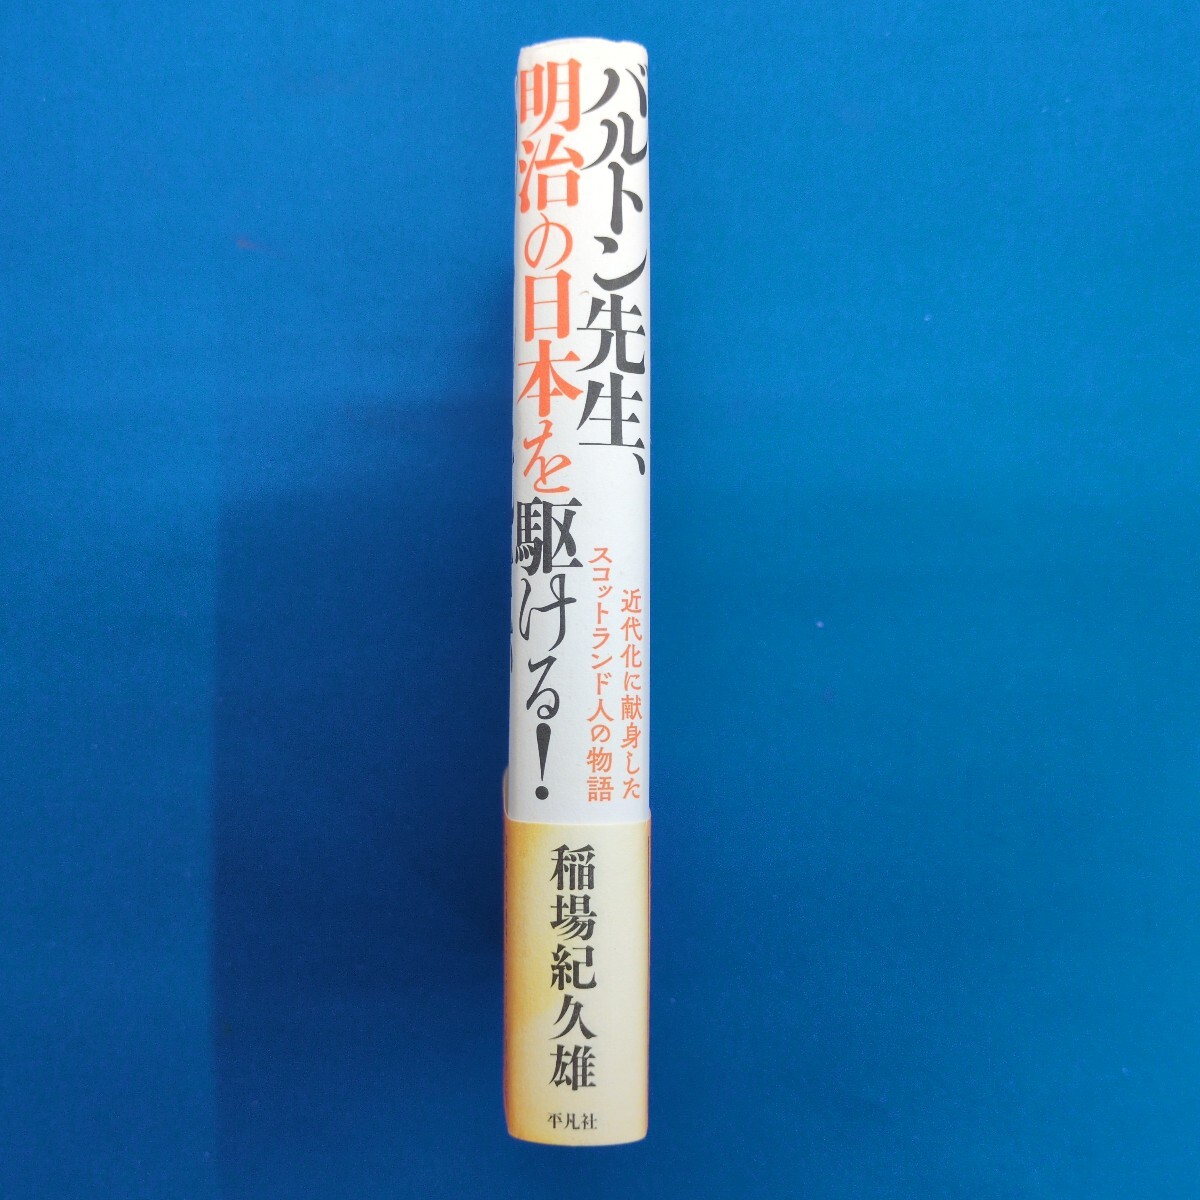 バルトン先生、
明治の日本を駆ける!
近代化に献身した
スコットランド人の物語
稲場紀久雄
平凡社